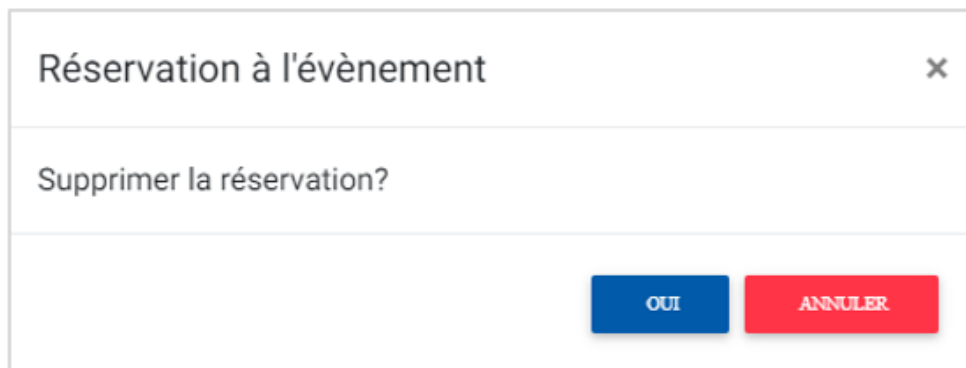 Réservation à l'évènement
×
Supprimer la réservation?
OUI ANNULER